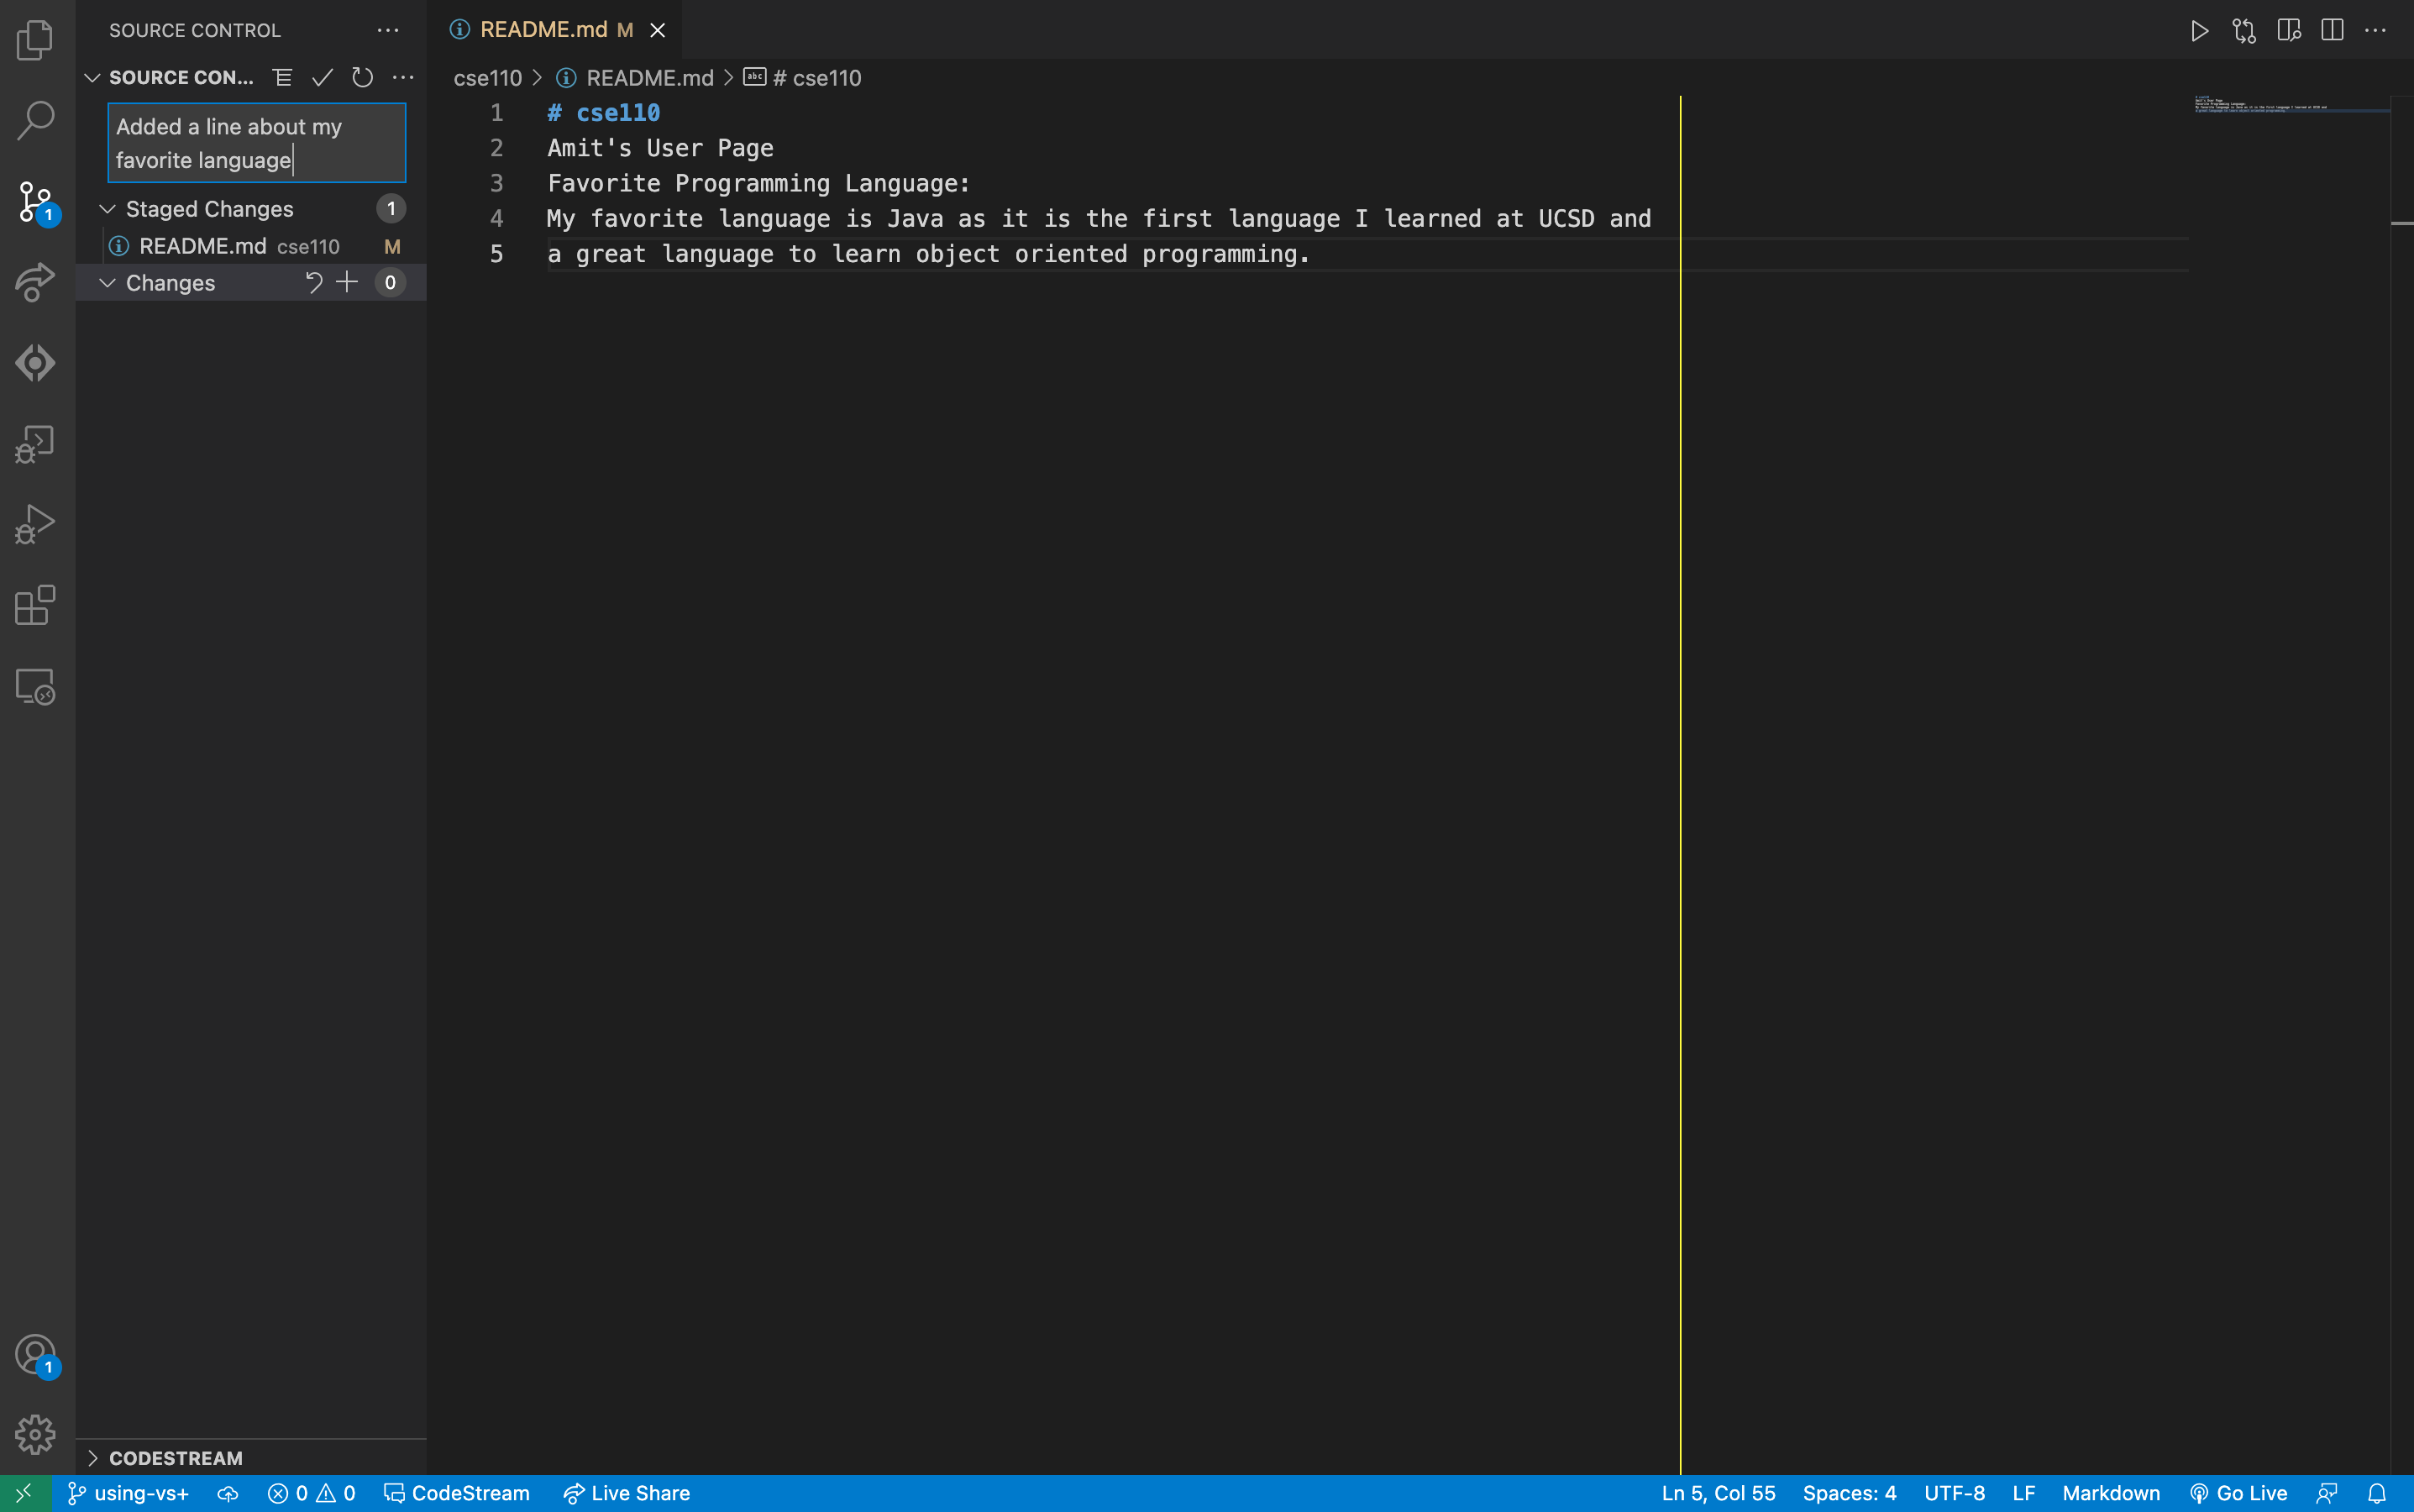 SOURCE CONTROL
README.md M
SOURCE CON...
cse110 README.md abc # cse110
Added a line about my
favorite language
1 # cse110
2 Amit's User Page
3 Favorite Programming Language:
4 My favorite language is Java as it is the first language I learned at UCSD and
5 a great language to learn object oriented programming.
Staged Changes 1
README.md cse110 M
Changes 0
1
1
CODESTREAM
using-vs+ 0 0 CodeStream Live Share Ln 5, Col 55 Spaces: 4 UTF-8 LF Markdown Go Live